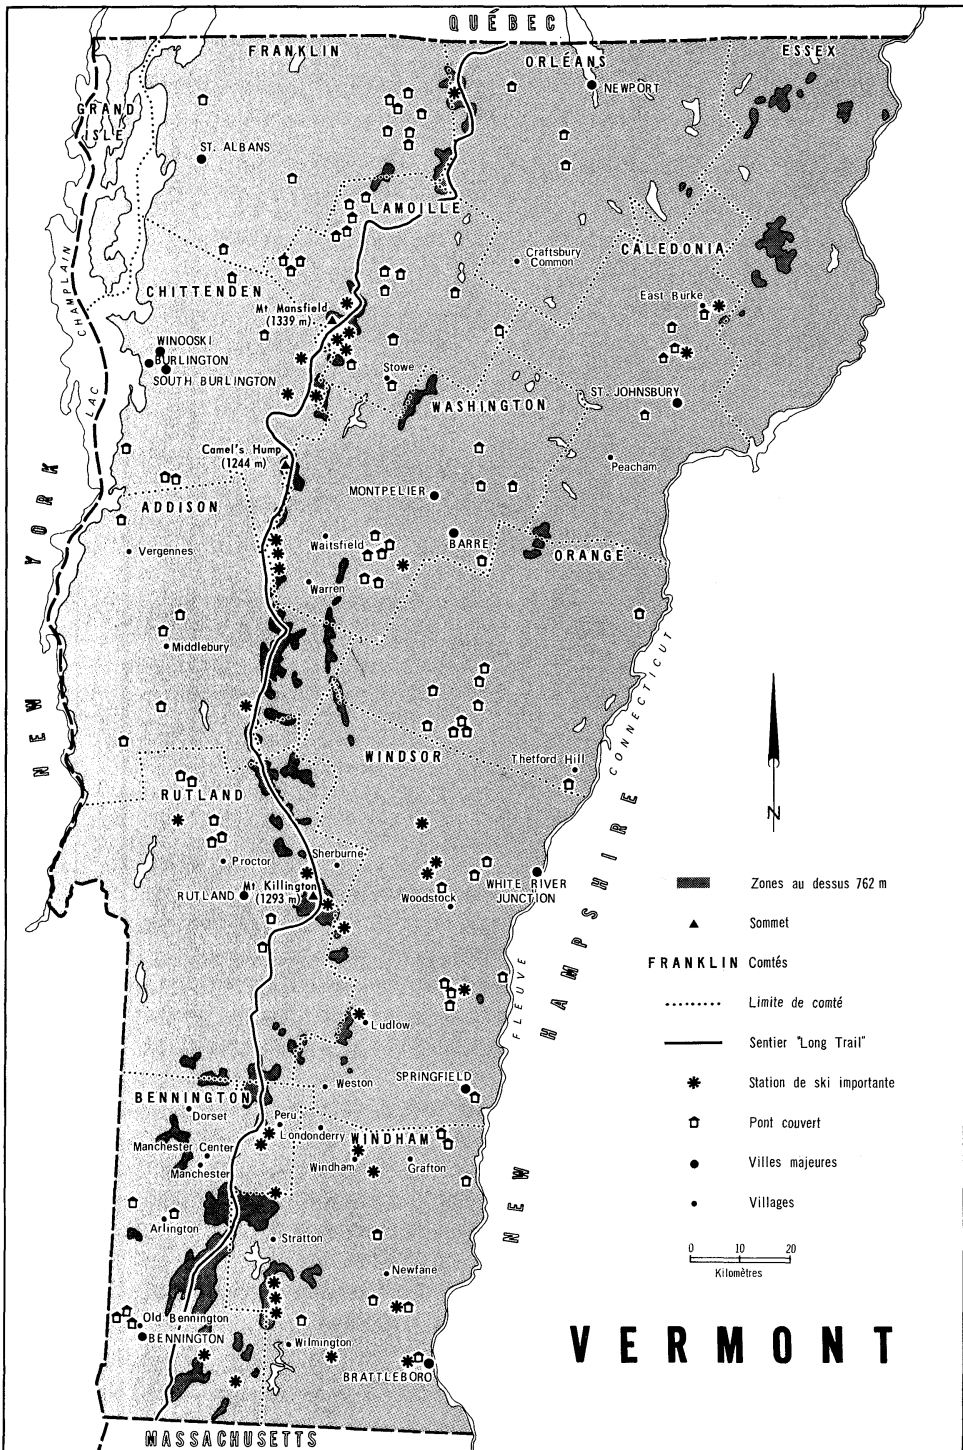 QUÉBEC
FRANKLIN
ORLÉANS
ESSEX
NEWPORT
GRAND
ISLE
ST. ALBANS
LAMOILLE
CALEDONIA
Craftsbury
Common
CHITTENDEN
East Burke
Mt Mansfield
(1339 m)
LAC CHAMPLAIN
WINOOSKI
BURLINGTON
SOUTH BURLINGTON
Stowe
ST. JOHNSBURY
WASHINGTON
Camel's Hump
(1244 m)
Peacham
MONTPELIER
ADDISON
NEW YORK
Vergennes
Waitsfield
BARRE
ORANGE
Warren
Middlebury
WINDSOR
Thetford Hill
RUTLAND
Proctor
Sherburne
Mt Killington
(1293 m)
RUTLAND
Woodstock
WHITE RIVER
JUNCTION
FLEUVE CONNECTICUT
NEW HAMPSHIRE
Ludlow
Weston
SPRINGFIELD
BENNINGTON
Dorset
Peru
Londonderry
WINDHAM
Manchester Center
Manchester
Windham
Grafton
Arlington
Stratton
Newfane
Old Bennington
BENNINGTON
Wilmington
BRATTLEBORO
MASSACHUSETTS
N
Zones au dessus 762 m
Sommet
FRANKLIN Comtés
Limite de comté
Sentier "Long Trail"
Station de ski importante
Pont couvert
Villes majeures
Villages
0 10 20
Kilomètres
VERMONT